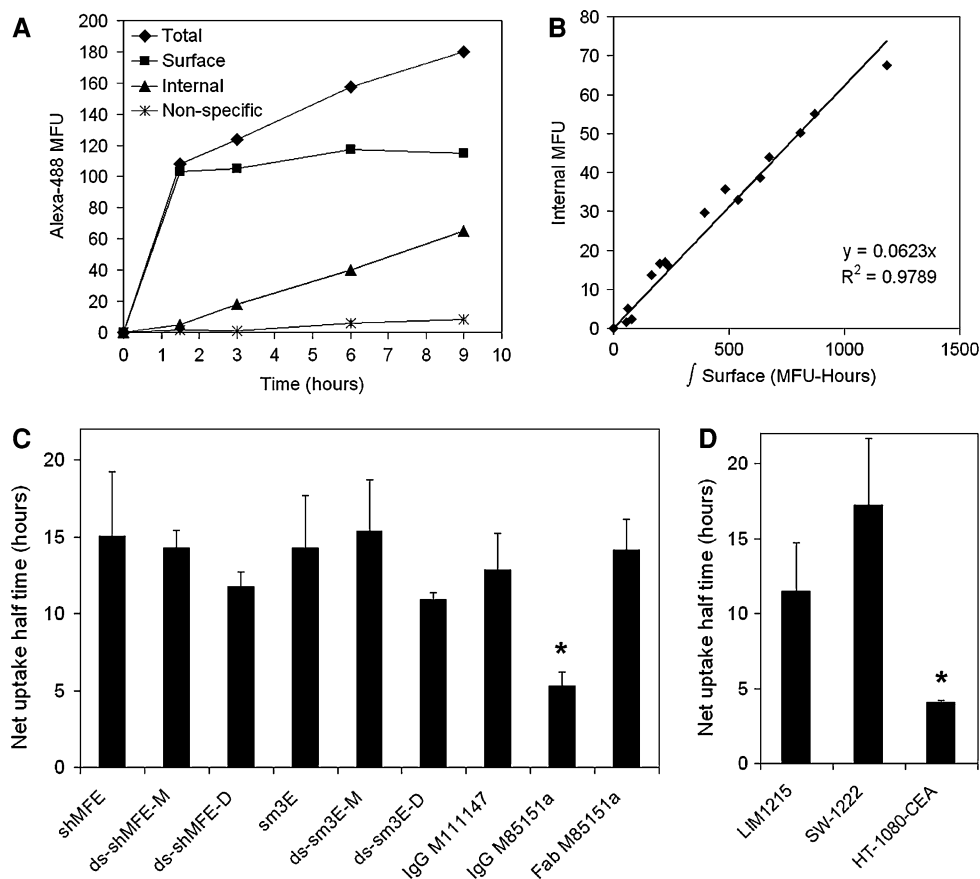 A
Alexa-488 MFU
200
180
160
140
120
100
80
60
40
20
0
Total
Surface
Internal
Non-specific
0 1 2 3 4 5 6 7 8 9 10
Time (hours)
B
Internal MFU
80
70
60
50
40
30
20
10
0
y = 0.0623x
R² = 0.9789
0 500 1000 1500
∫ Surface (MFU-Hours)
C
Net uptake half time (hours)
20
15
10
5
0
*
shMFE
ds-shMFE-M
ds-shMFE-D
sm3E
ds-sm3E-M
ds-sm3E-D
IgG M111147
IgG M85151a
Fab M85151a
D
Net uptake half time (hours)
20
15
10
5
0
*
LIM1215
SW-1222
HT-1080-CEA